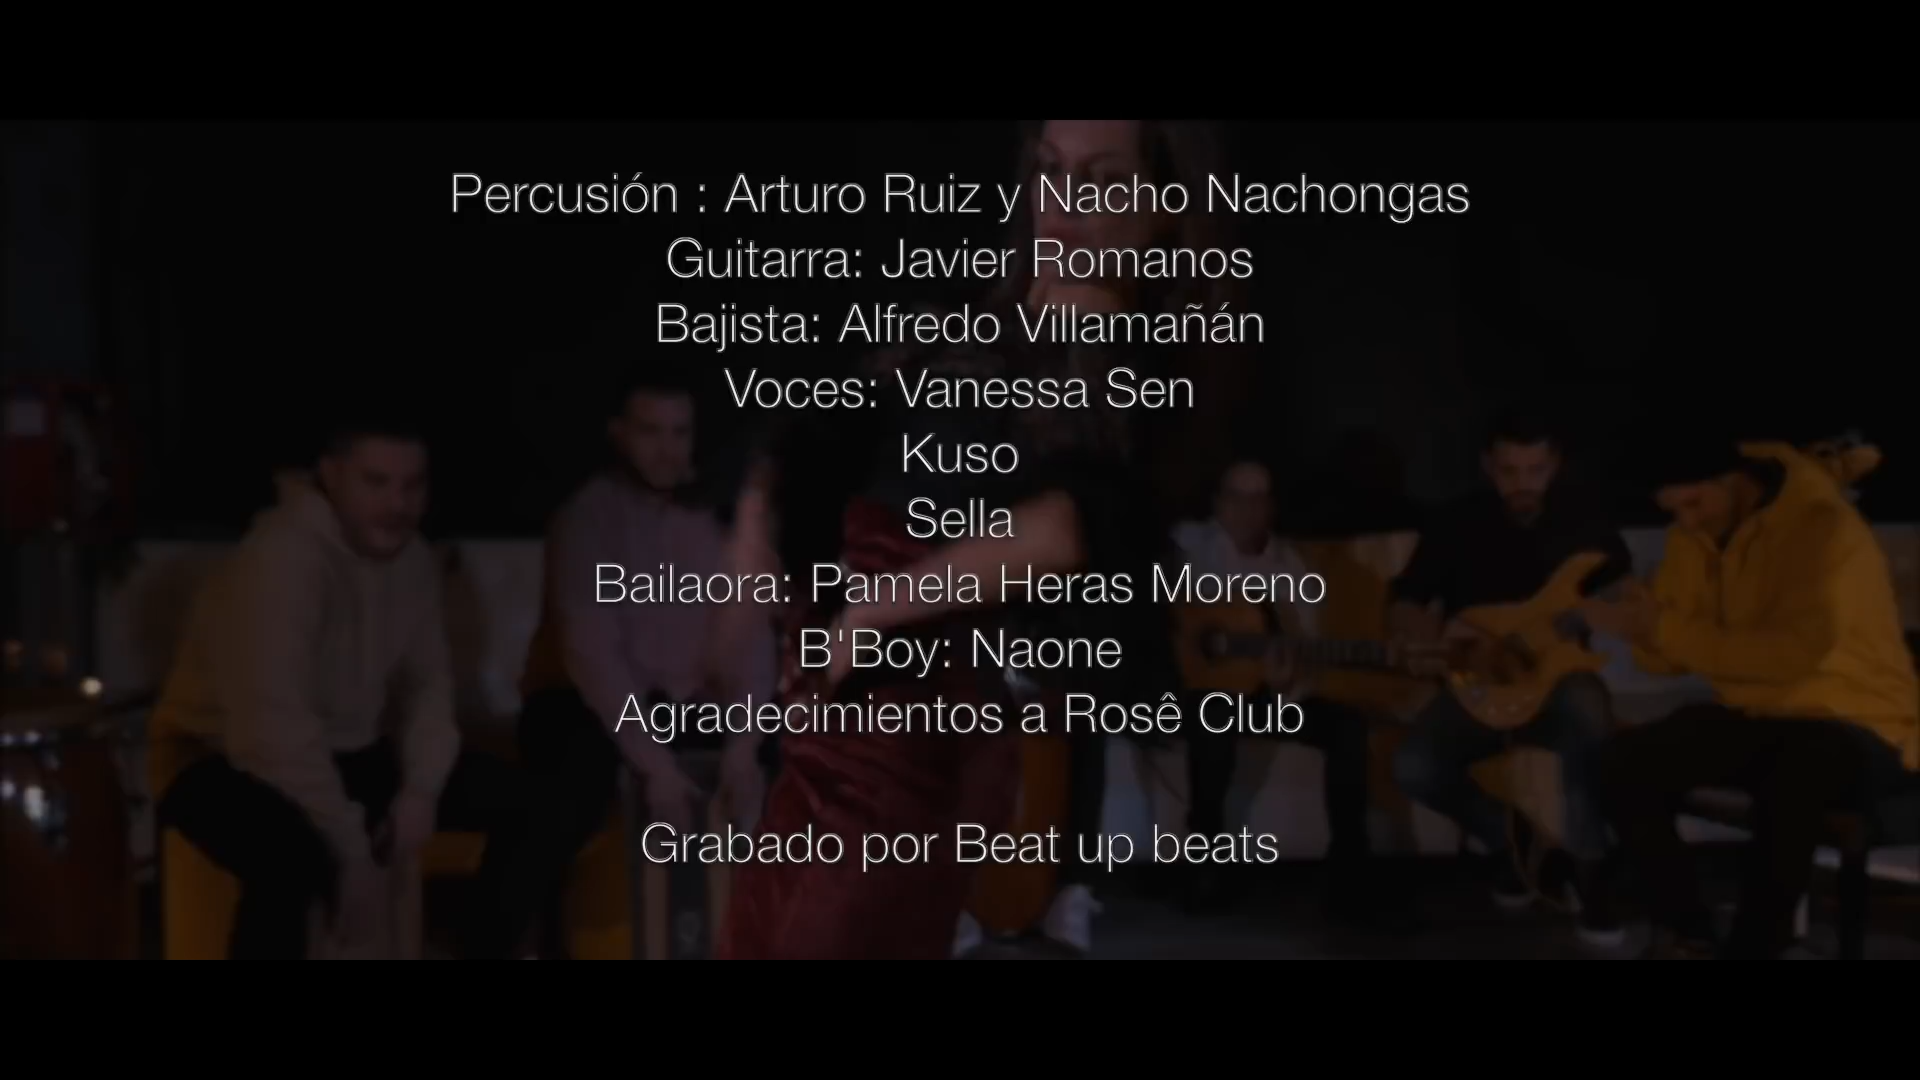 Percusión : Arturo Ruiz y Nacho Nachongas
Guitarra: Javier Romanos
Bajista: Alfredo Villamañán
Voces: Vanessa Sen
Kuso
Sella
Bailaora: Pamela Heras Moreno
B'Boy: Naone
Agradecimientos a Rosê Club
Grabado por Beat up beats